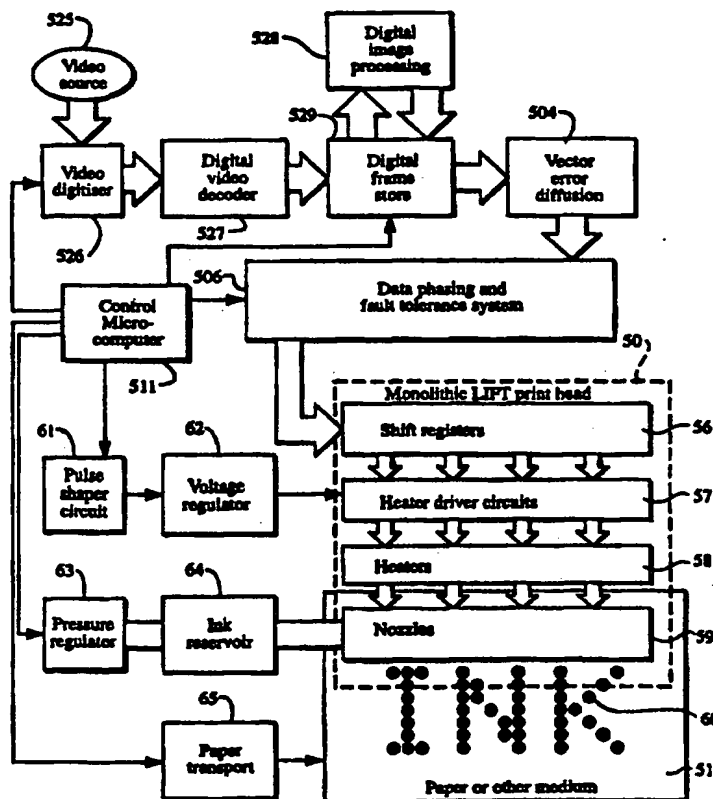 525
Video
source
528
Digital
image
processing
529
504
Video
digitiser
526
Digital
video
decoder
527
Digital
frame
store
Vector
error
diffusion
506
Data phasing and
fault tolerance system
Control
Micro-
computer
511
50
Monolithic LIFT print head
Shift registers
56
61
Pulse
shaper
circuit
62
Voltage
regulator
Heater driver circuits
57
Heaters
58
63
Pressure
regulator
64
Ink
reservoir
Nozzles
59
INK
60
65
Paper
transport
51
Paper or other medium